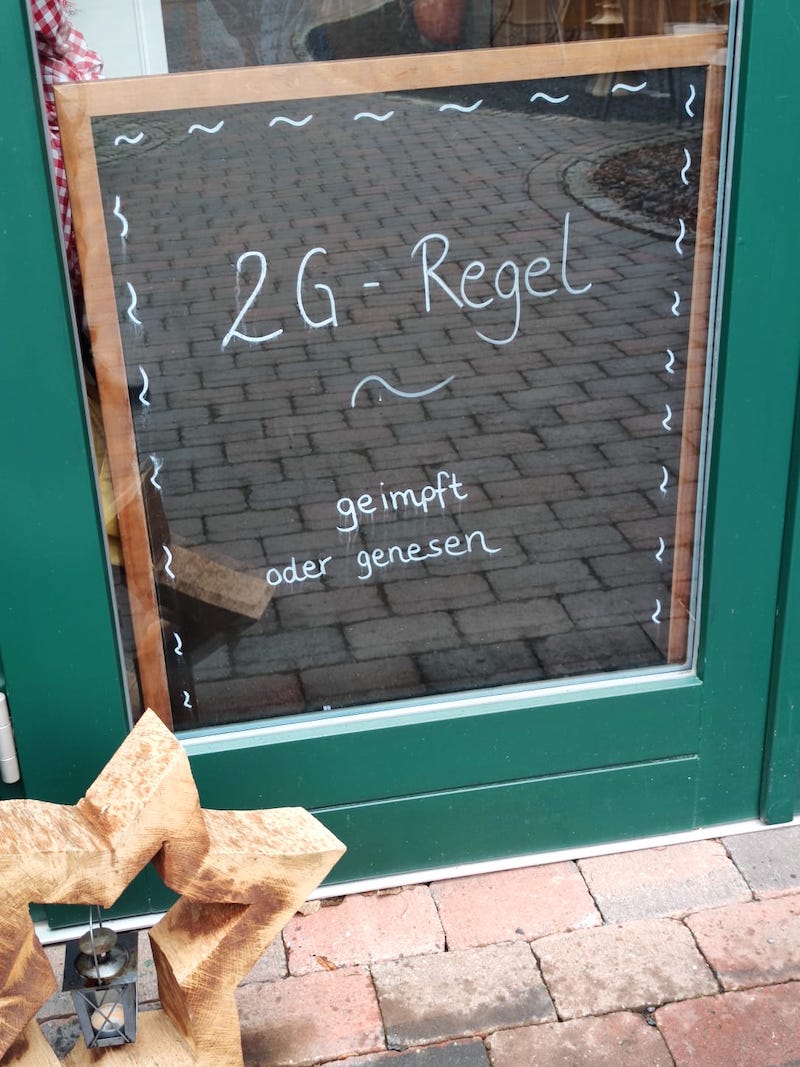 2G - Regel
geimpft
oder genesen